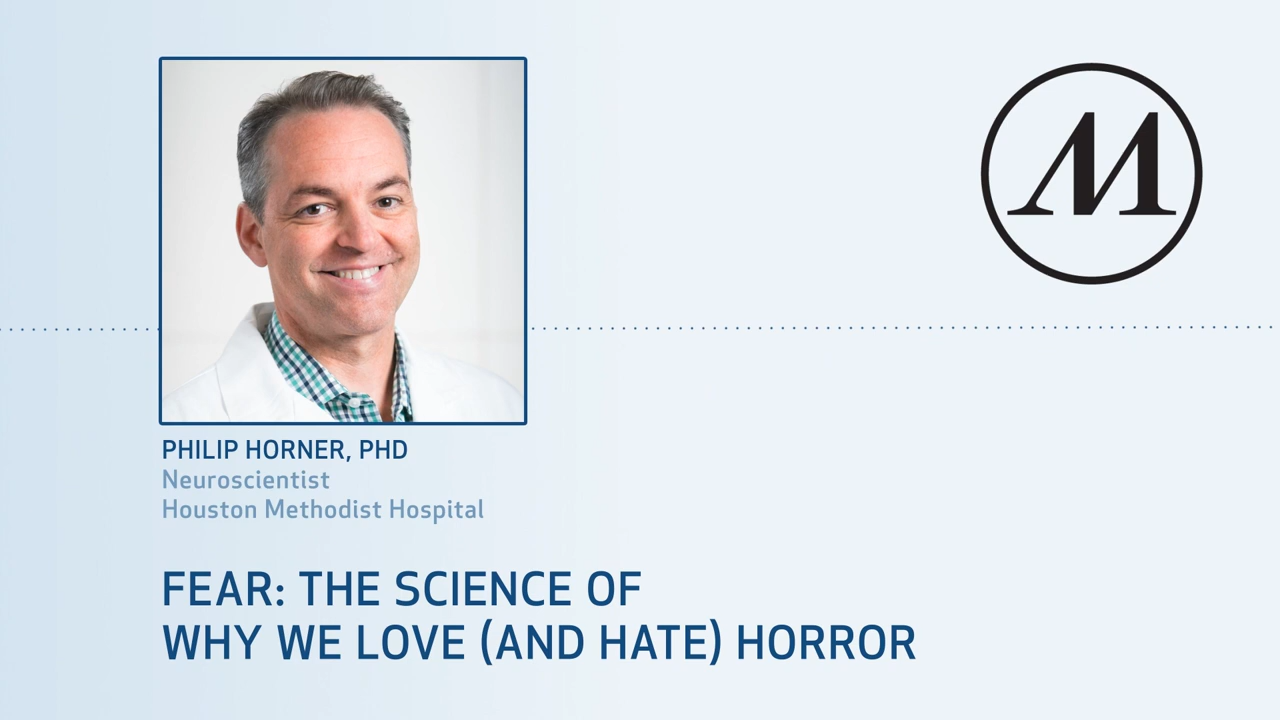 M
PHILIP HORNER, PHD
Neuroscientist
Houston Methodist Hospital
FEAR: THE SCIENCE OF
WHY WE LOVE (AND HATE) HORROR